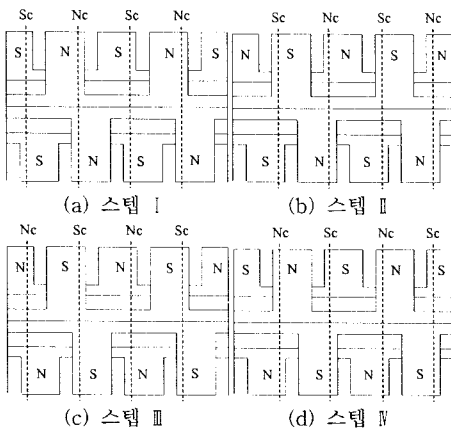 Sc Nc Sc Nc
S N S N S
S N S N
(a) 스텝 Ⅰ
Sc Nc Sc Nc
N S N S N
S N S N
(b) 스텝 Ⅱ
Nc Sc Nc Sc
N S N S N
N S N S
(c) 스텝 Ⅲ
Nc Sc Nc Sc
S N S N S
N S N S
(d) 스텝 Ⅳ